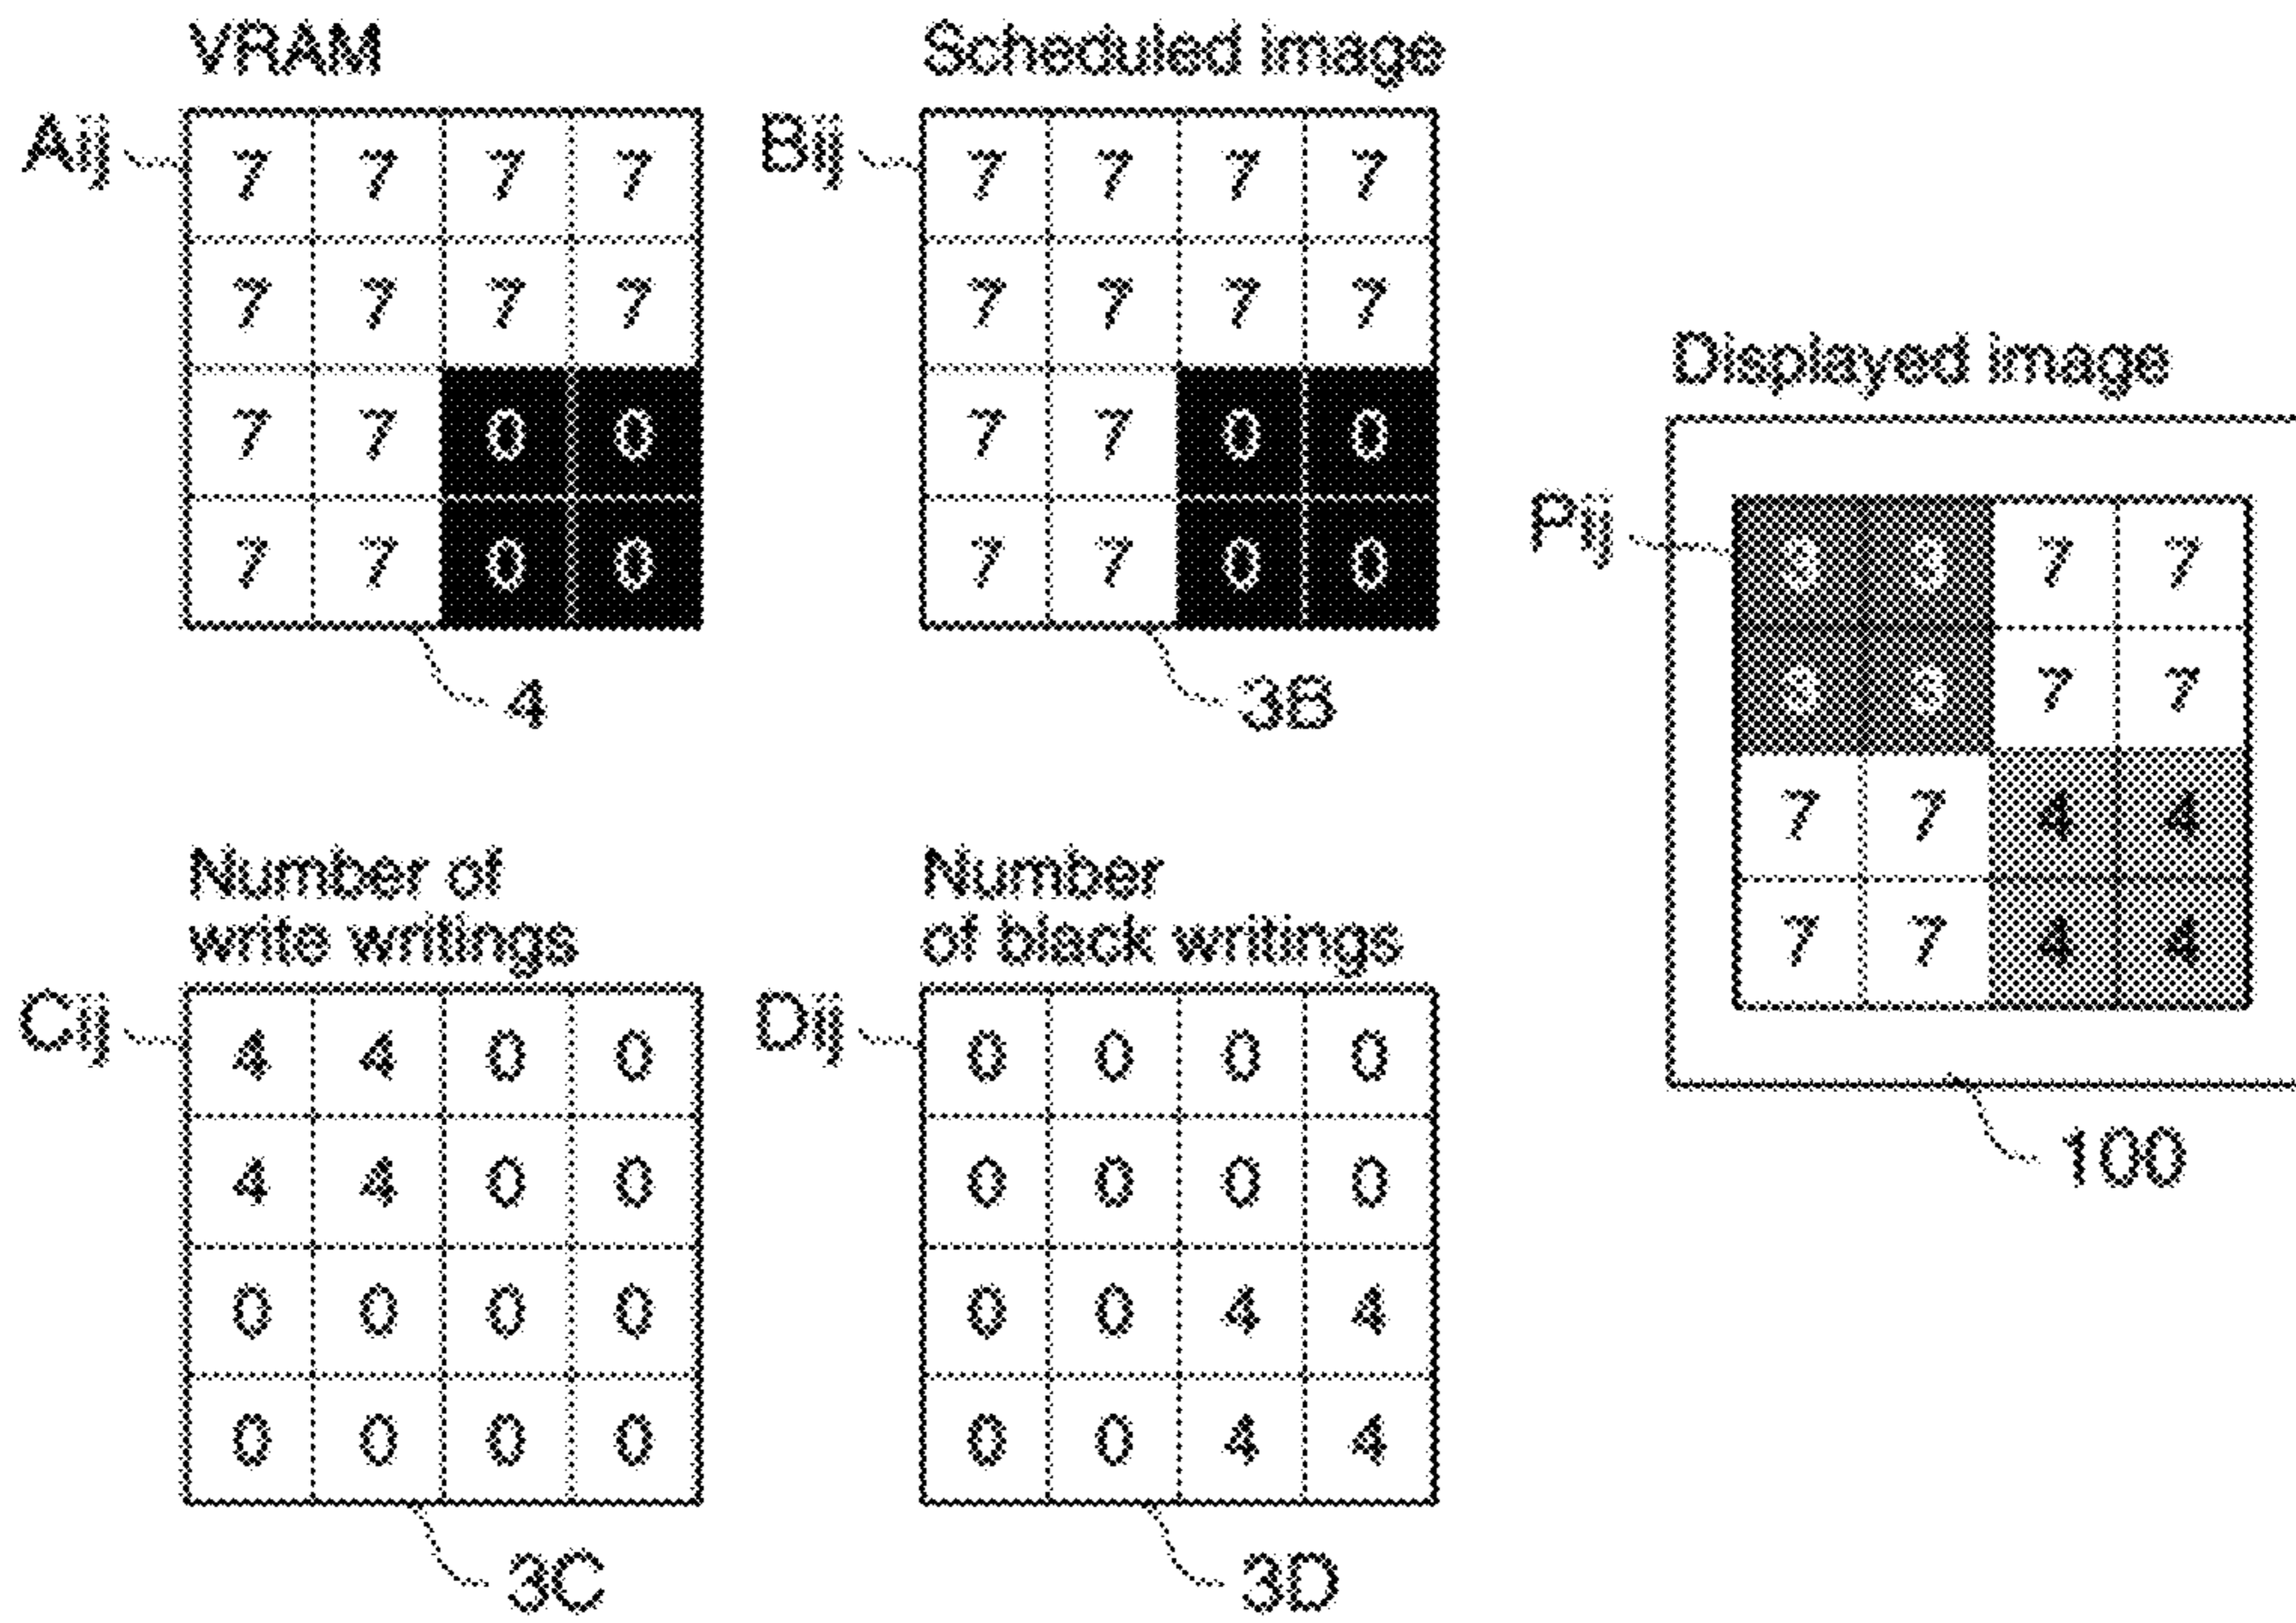 VRAM
Aij
7 7 7 7
7 7 7 7
7 7 0 0
7 7 0 0
4
Scheduled image
Bij
7 7 7 7
7 7 7 7
7 7 0 0
7 7 0 0
3B
Displayed image
Pij
3 3 7 7
3 3 7 7
7 7 4 4
7 7 4 4
100
Number of
write writings
Cij
4 4 0 0
4 4 0 0
0 0 0 0
0 0 0 0
3C
Number
of black writings
Dij
0 0 0 0
0 0 0 0
0 0 4 4
0 0 4 4
3D